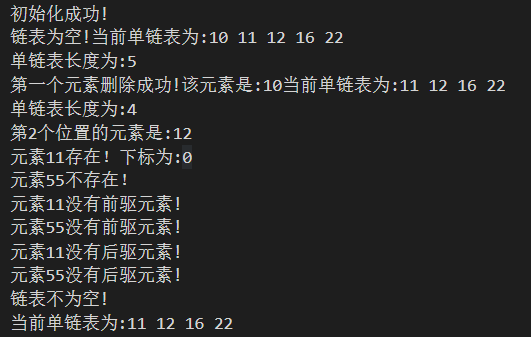 初始化成功!
链表为空!当前单链表为:10 11 12 16 22
单链表长度为:5
第一个元素删除成功!该元素是:10当前单链表为:11 12 16 22
单链表长度为:4
第2个位置的元素是:12
元素11存在! 下标为:0
元素55不存在!
元素11没有前驱元素!
元素55没有前驱元素!
元素11没有后驱元素!
元素55没有后驱元素!
链表不为空!
当前单链表为:11 12 16 22